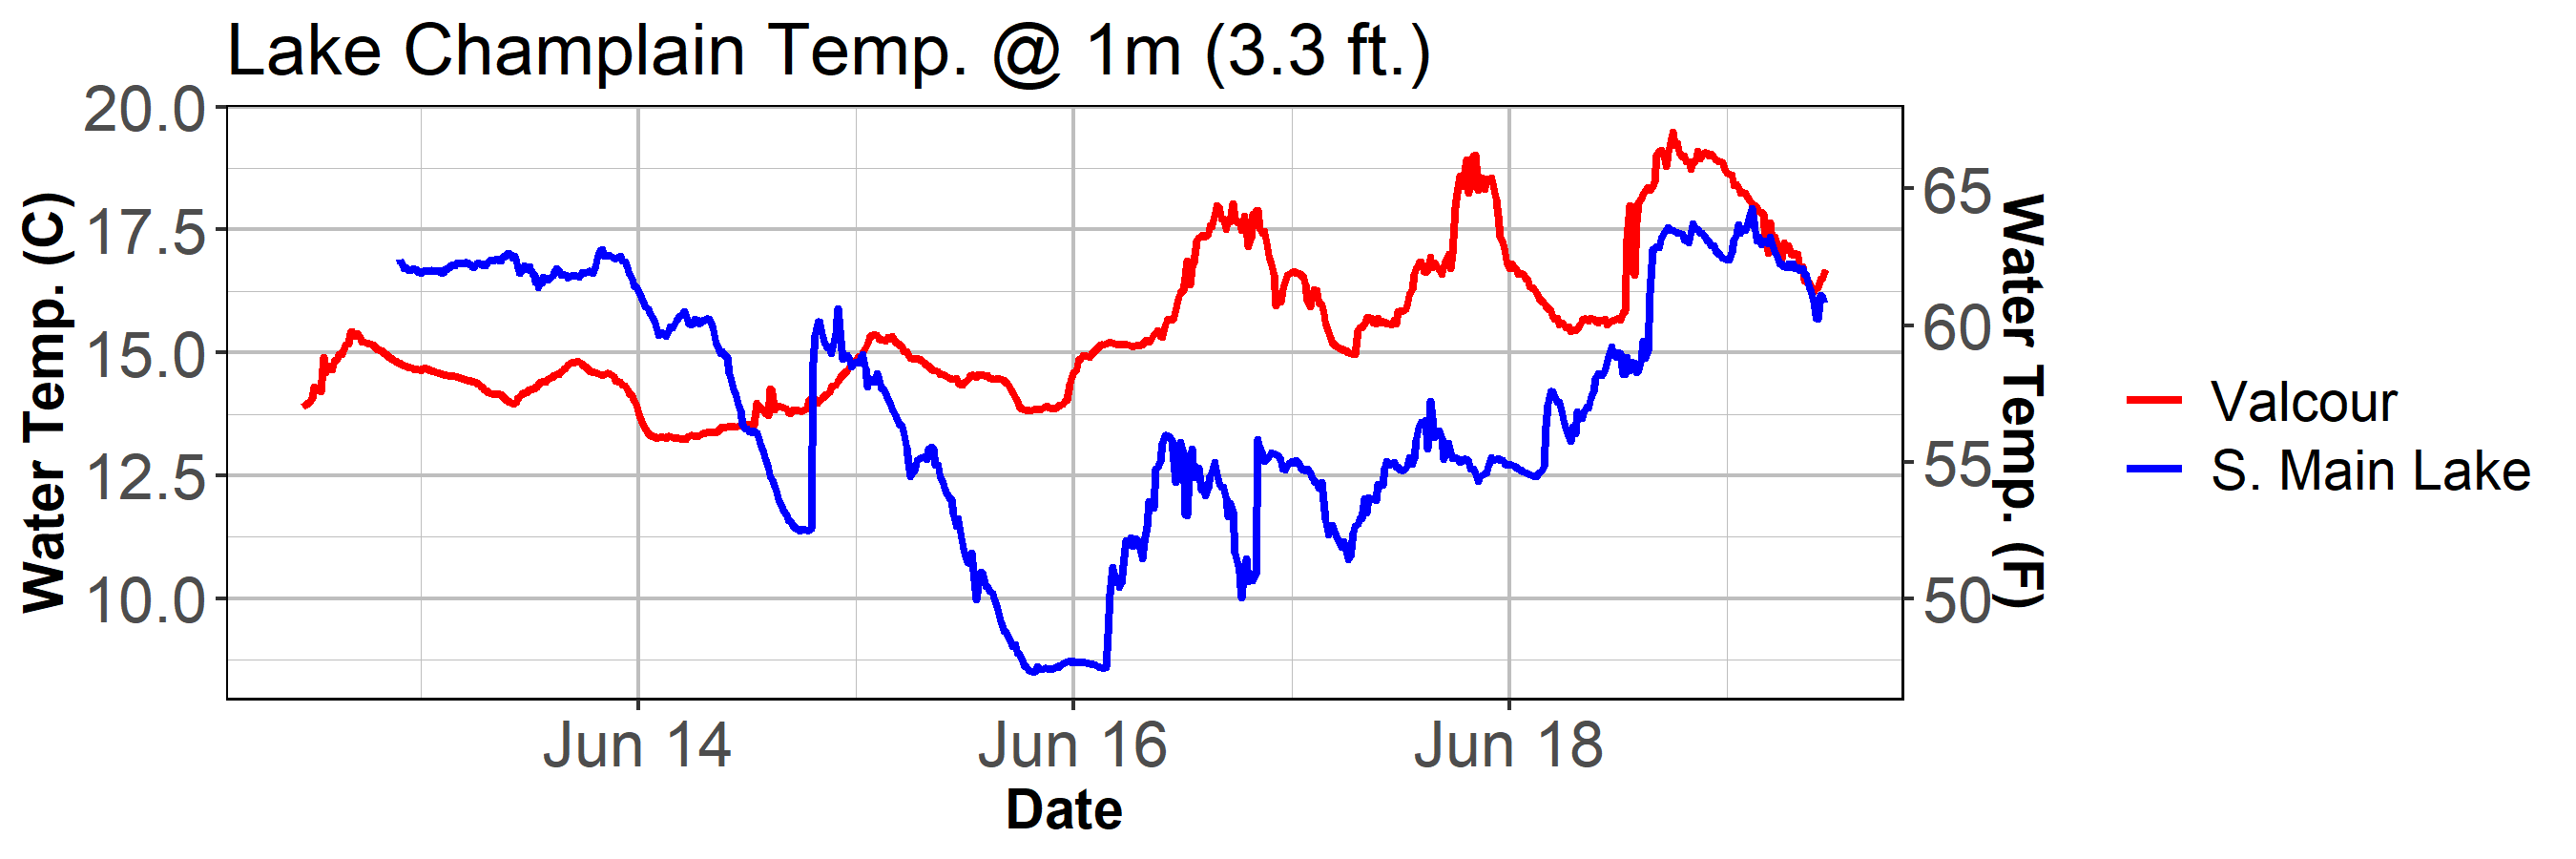 Lake Champlain Temp. @ 1m (3.3 ft.)
20.0
17.5
15.0
12.5
10.0
Water Temp. (C)
65
60
55
50
Water Temp. (F)
Jun 14
Jun 16
Jun 18
Date
Valcour
S. Main Lake